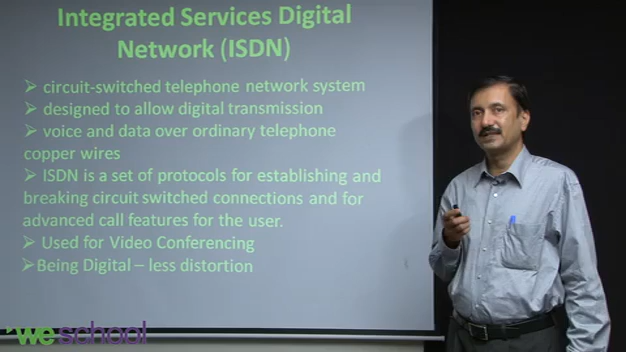 Integrated Services Digital
Network (ISDN)
➢ circuit-switched telephone network system
➢ designed to allow digital transmission
➢ voice and data over ordinary telephone
copper wires
➢ ISDN is a set of protocols for establishing and
breaking circuit switched connections and for
advanced call features for the user.
➢ Used for Video Conferencing
➢Being Digital – less distortion
we school